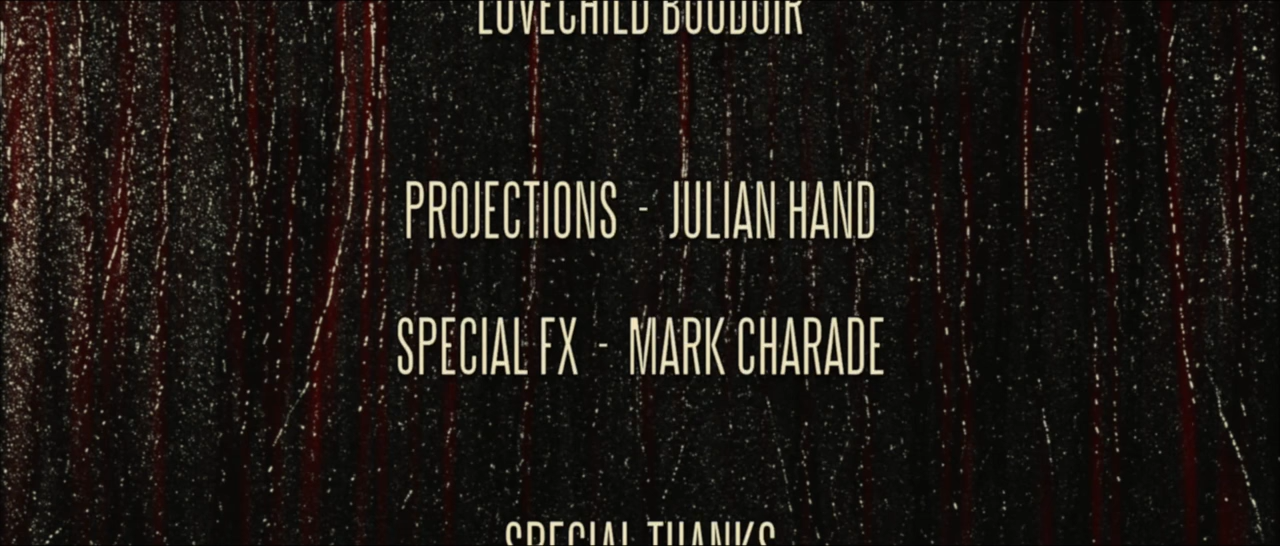 LOVECHILD BOUDOIR
PROJECTIONS - JULIAN HAND
SPECIAL FX - MARK CHARADE
SPECIAL THANKS